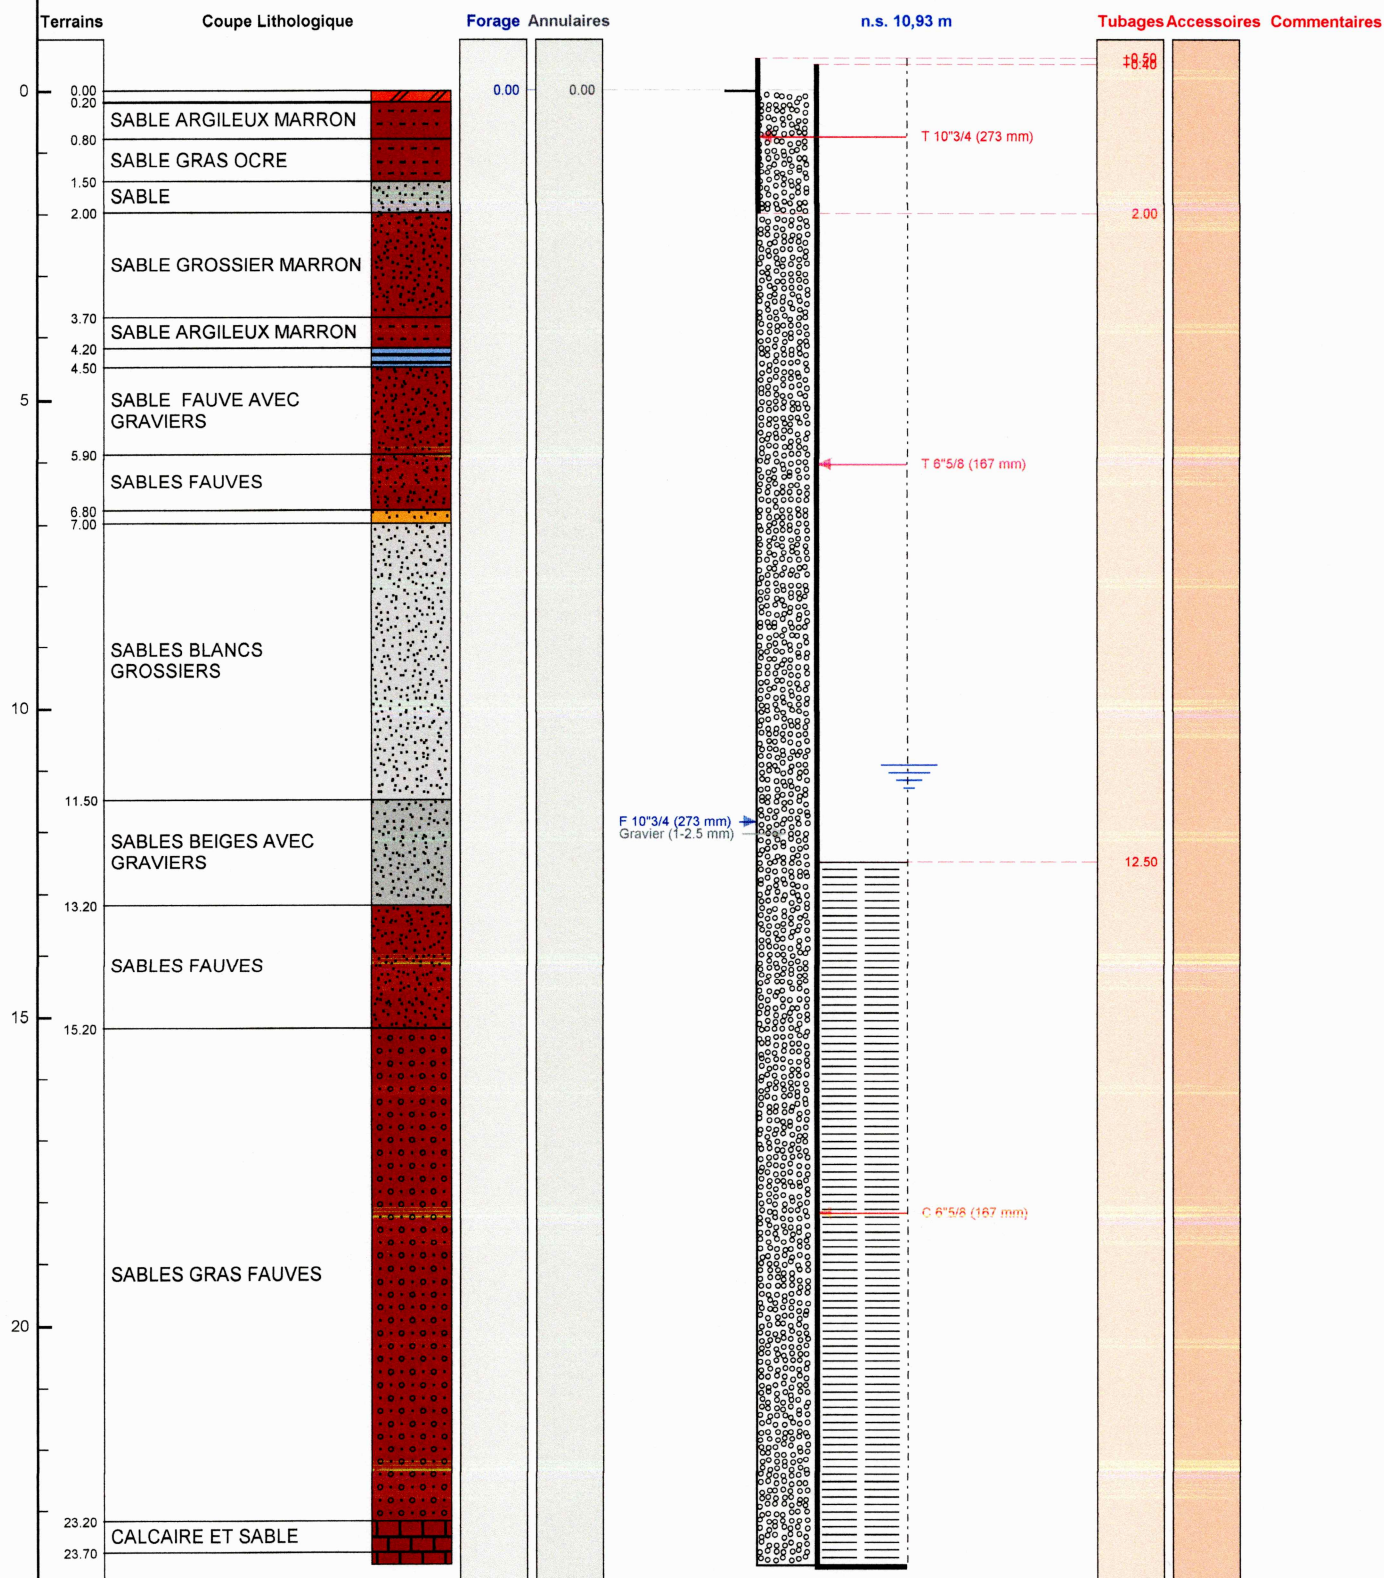 Terrains Coupe Lithologique Forage Annulaires n.s. 10,93 m Tubages Accessoires Commentaires
+0.50
+0.40
0 0.00 0.00 0.00
0.20
SABLE ARGILEUX MARRON
T 10"3/4 (273 mm)
0.80
SABLE GRAS OCRE
1.50
SABLE
2.00 2.00
SABLE GROSSIER MARRON
3.70
SABLE ARGILEUX MARRON
4.20
4.50
5 SABLE FAUVE AVEC
GRAVIERS
5.90
T 6"5/8 (167 mm)
SABLES FAUVES
6.80
7.00
SABLES BLANCS
GROSSIERS
10
11.50
F 10"3/4 (273 mm)
Gravier (1-2.5 mm)
SABLES BEIGES AVEC
GRAVIERS 12.50
13.20
SABLES FAUVES
15
15.20
C 6"5/8 (167 mm)
SABLES GRAS FAUVES
20
23.20
CALCAIRE ET SABLE
23.70